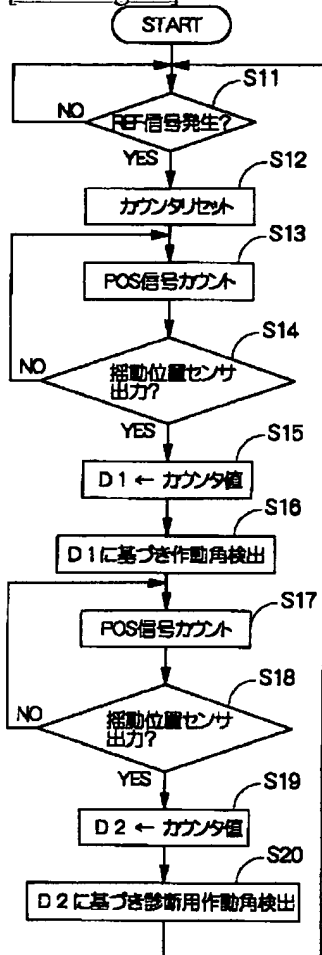 START
S11
NO
REF信号発生?
YES
S12
カウンタリセット
S13
POS信号カウント
S14
NO
揺動位置センサ
出力?
YES
S15
D1 ← カウンタ値
S16
D1に基づき作動角検出
S17
POS信号カウント
S18
NO
揺動位置センサ
出力?
YES
S19
D2 ← カウンタ値
S20
D2に基づき診断用作動角検出